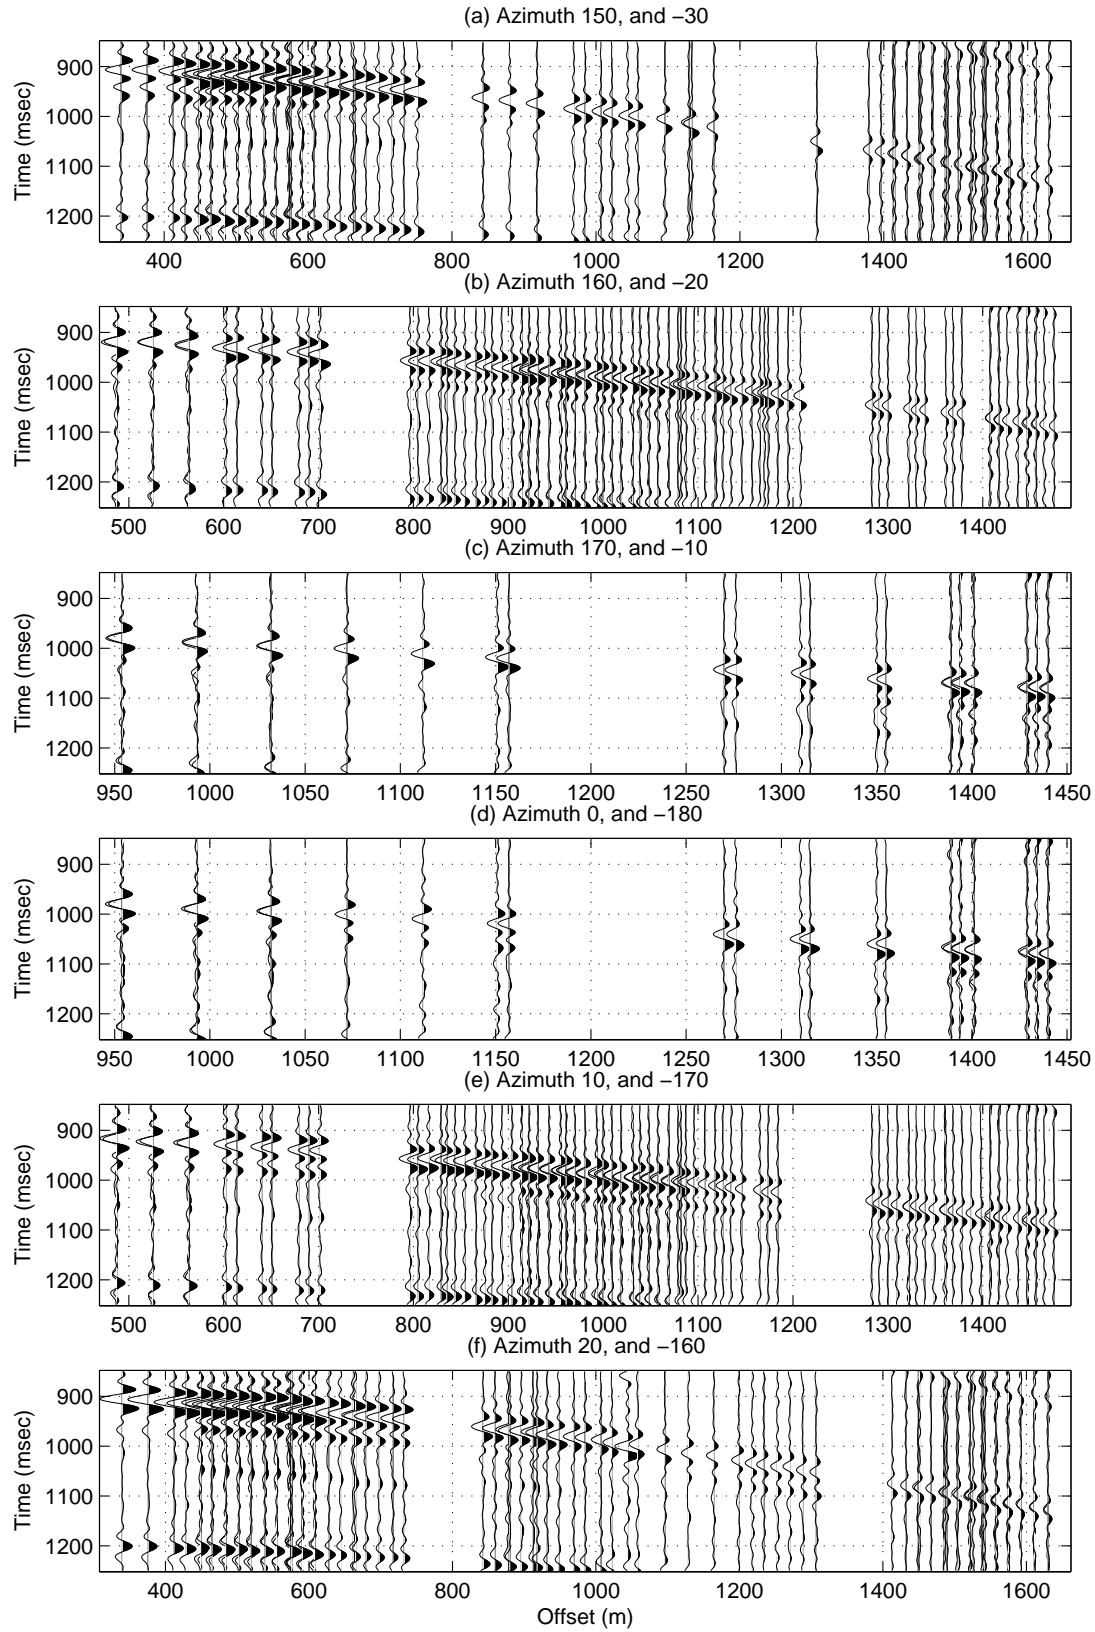 (a) Azimuth 150, and −30
Time (msec)
900
1000
1100
1200
400 600 800 1000 1200 1400 1600
(b) Azimuth 160, and −20
Time (msec)
900
1000
1100
1200
500 600 700 800 900 1000 1100 1200 1300 1400
(c) Azimuth 170, and −10
Time (msec)
900
1000
1100
1200
950 1000 1050 1100 1150 1200 1250 1300 1350 1400 1450
(d) Azimuth 0, and −180
Time (msec)
900
1000
1100
1200
950 1000 1050 1100 1150 1200 1250 1300 1350 1400 1450
(e) Azimuth 10, and −170
Time (msec)
900
1000
1100
1200
500 600 700 800 900 1000 1100 1200 1300 1400
(f) Azimuth 20, and −160
Time (msec)
900
1000
1100
1200
400 600 800 1000 1200 1400 1600
Offset (m)